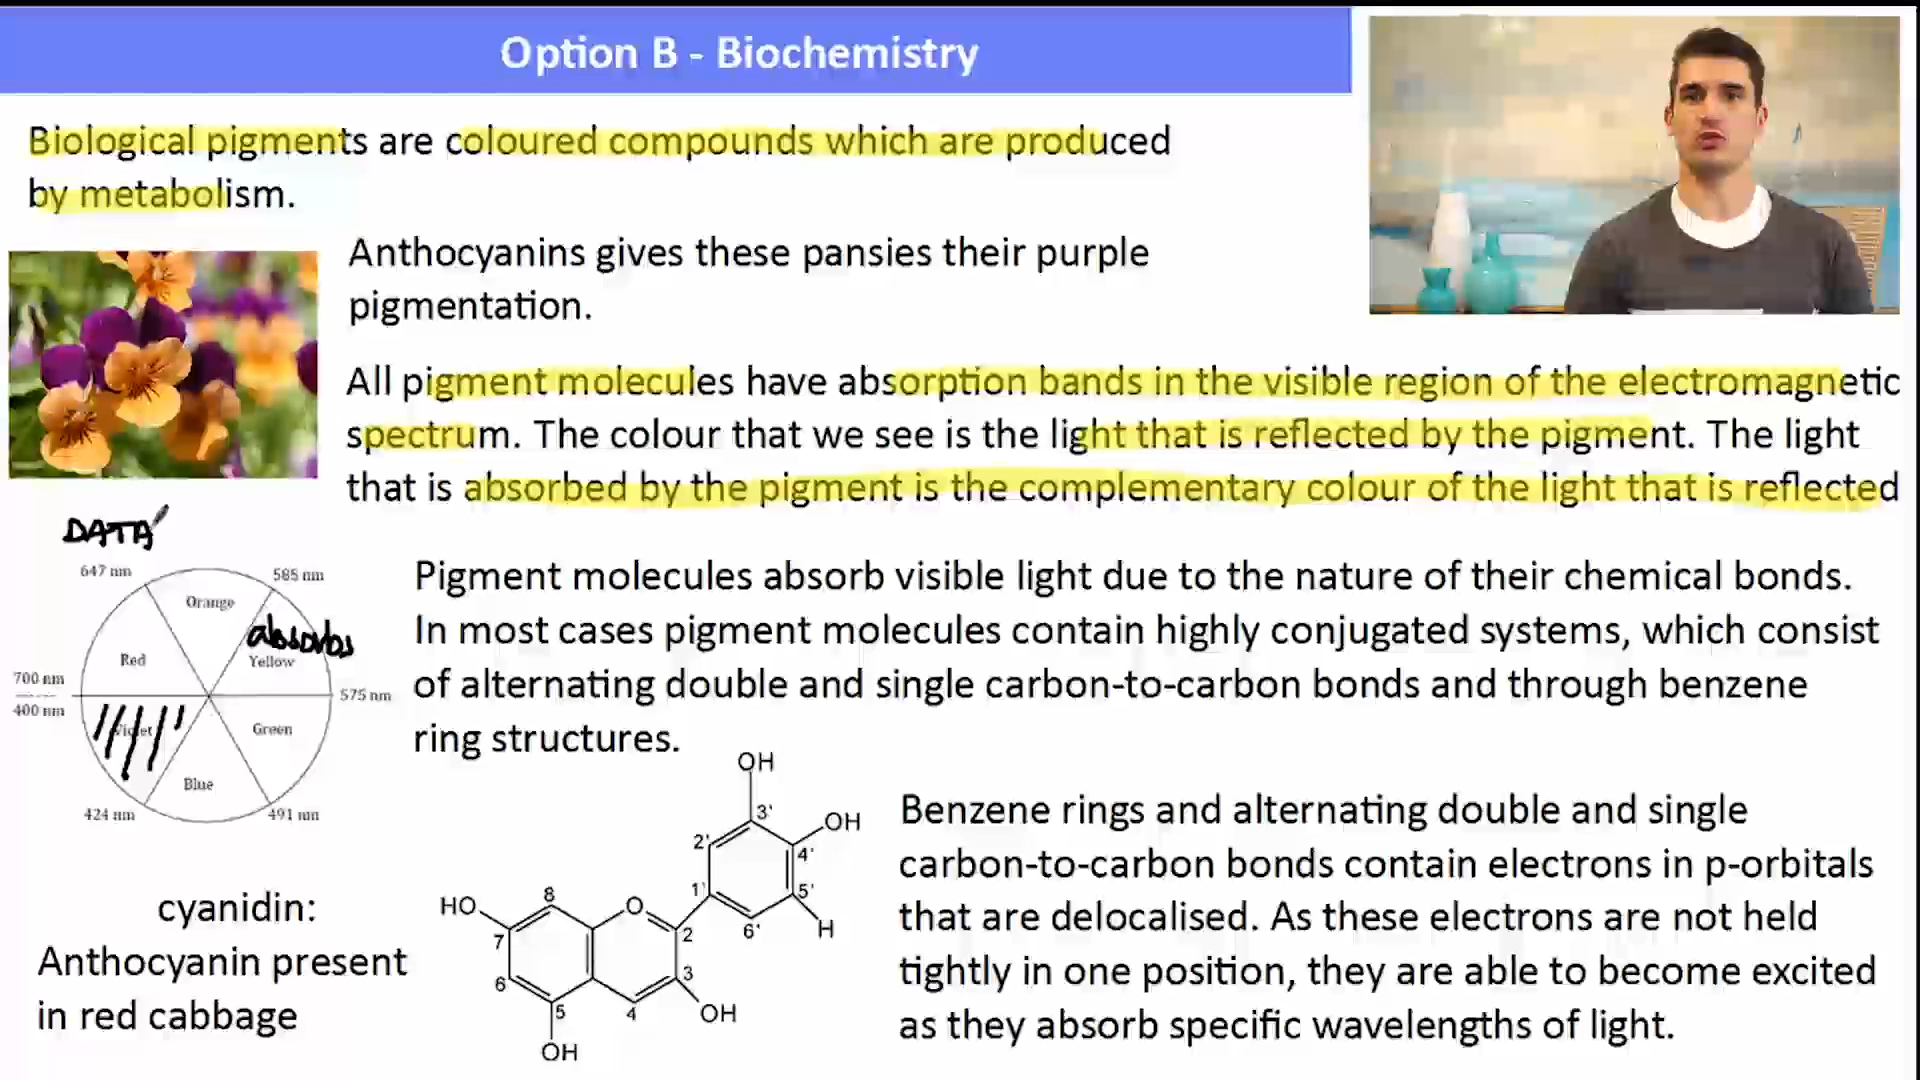 Option B - Biochemistry
Biological pigments are coloured compounds which are produced
by metabolism.
Anthocyanins gives these pansies their purple
pigmentation.
All pigment molecules have absorption bands in the visible region of the electromagnetic
spectrum. The colour that we see is the light that is reflected by the pigment. The light
that is absorbed by the pigment is the complementary colour of the light that is reflected
DATA
647 nm
585 nm
Orange
absorbs
Red
Yellow
700 nm
575 nm
400 nm
Violet
Green
Blue
424 nm
491 nm
Pigment molecules absorb visible light due to the nature of their chemical bonds.
In most cases pigment molecules contain highly conjugated systems, which consist
of alternating double and single carbon-to-carbon bonds and through benzene
ring structures.
cyanidin:
Anthocyanin present
in red cabbage
OH
3'
OH
2'
4'
1'
5'
8
HO
O
6'
H
7
2
3
6
5
4
OH
OH
Benzene rings and alternating double and single
carbon-to-carbon bonds contain electrons in p-orbitals
that are delocalised. As these electrons are not held
tightly in one position, they are able to become excited
as they absorb specific wavelengths of light.